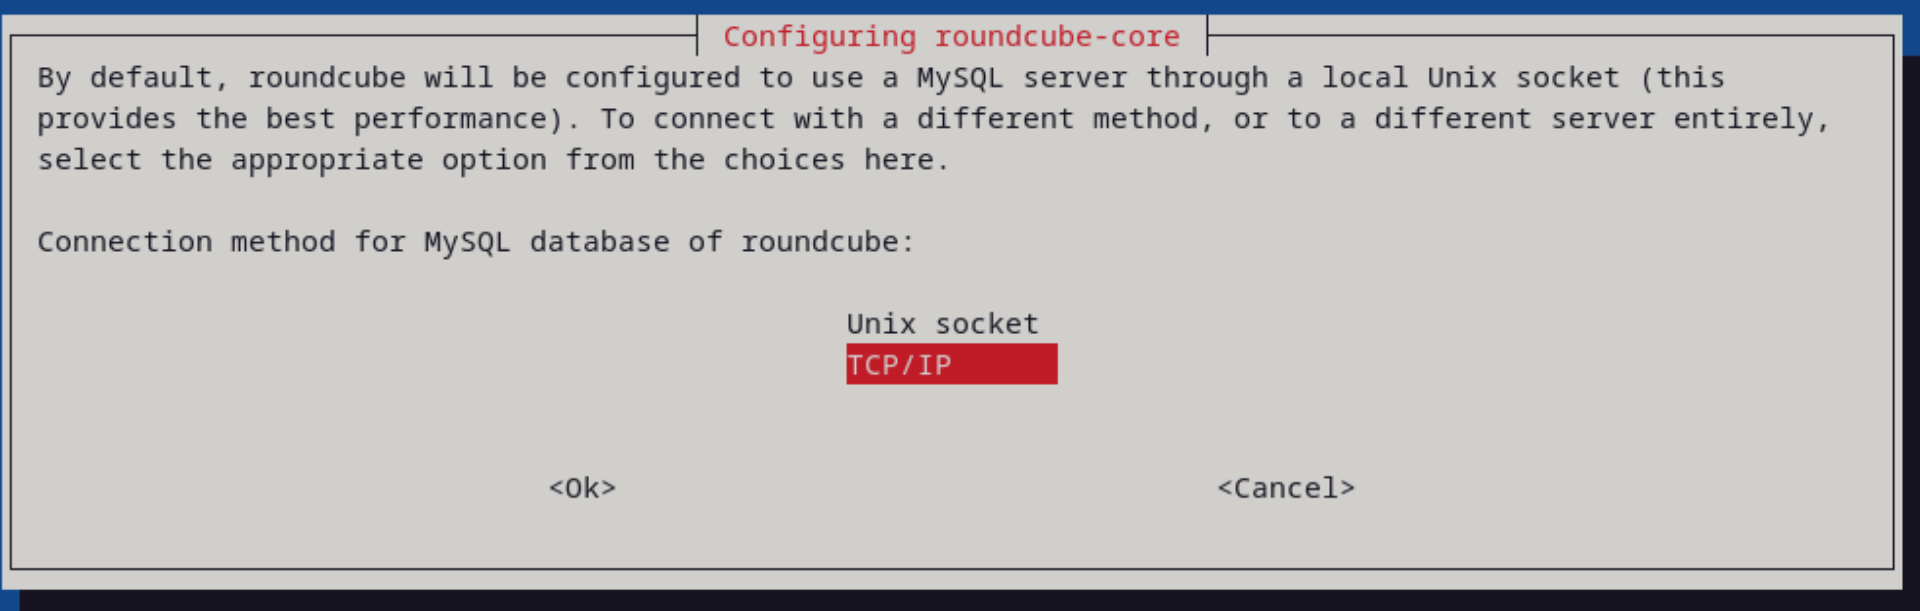 Configuring roundcube-core
By default, roundcube will be configured to use a MySQL server through a local Unix socket (this
provides the best performance). To connect with a different method, or to a different server entirely,
select the appropriate option from the choices here.
Connection method for MySQL database of roundcube:
Unix socket
TCP/IP
<Ok> <Cancel>